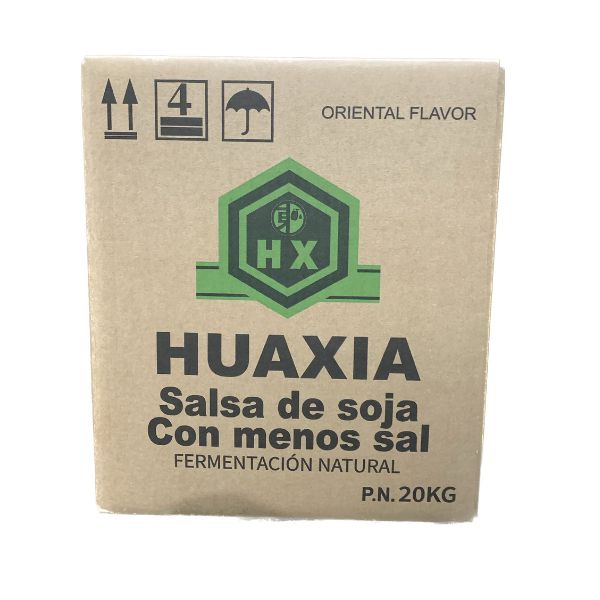 4
ORIENTAL FLAVOR
HX
HUAXIA
Salsa de soja
Con menos sal
FERMENTACIÓN NATURAL
P.N. 20KG